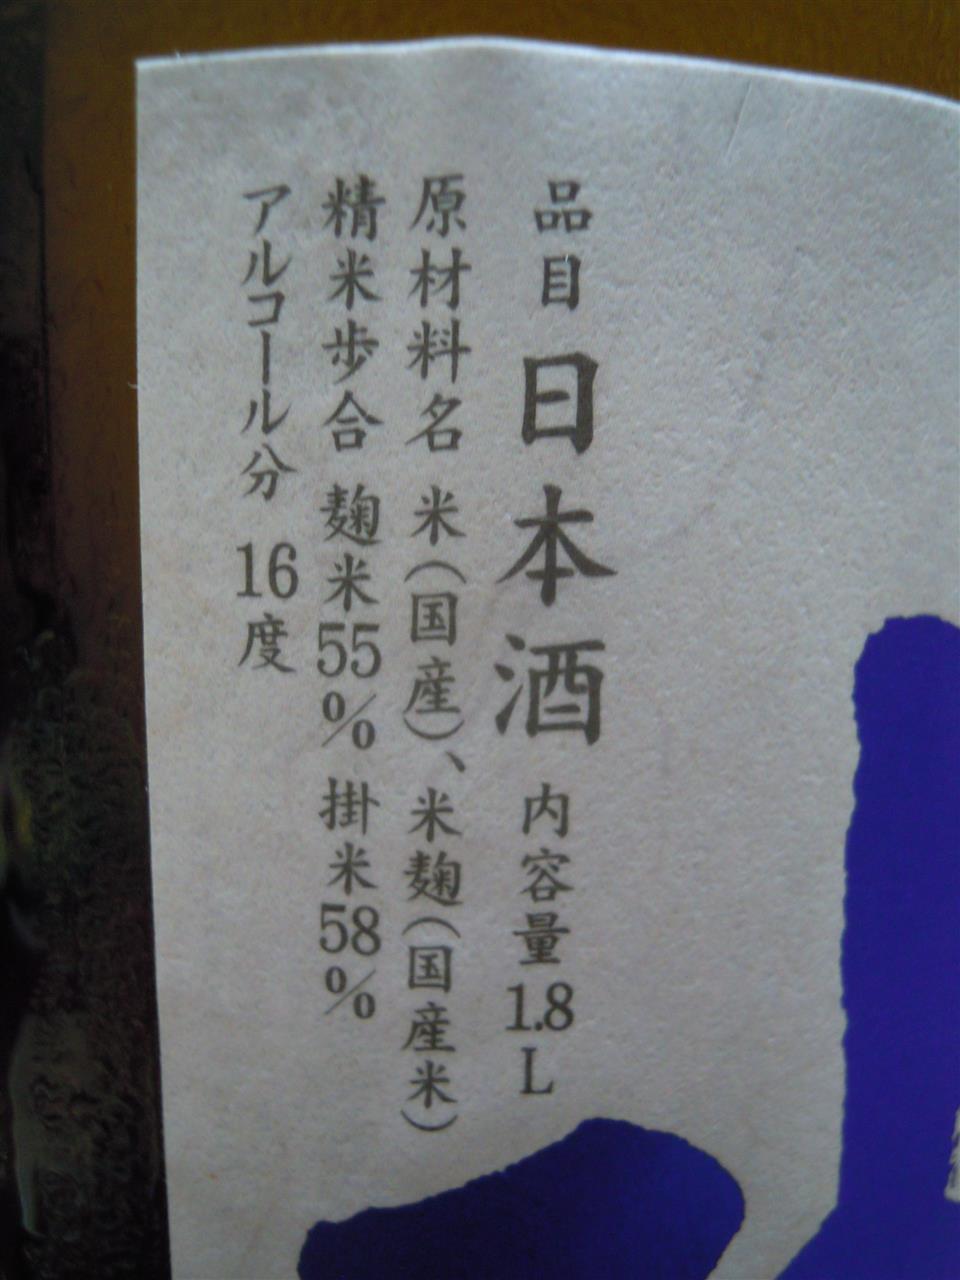 品目 日本酒 内容量 1.8L
原材料名 米(国産)、米麹(国産米)
精米歩合 麹米55% 掛米58%
アルコール分 16度